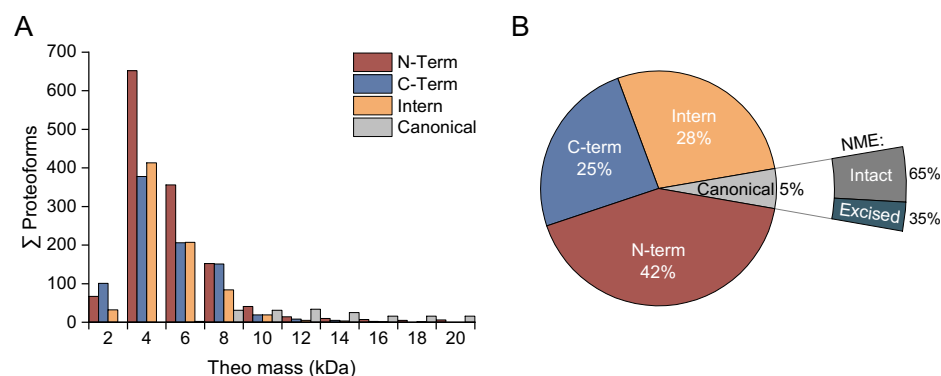 A
700
600
500
400
300
200
100
0
∑ Proteoforms
2 4 6 8 10 12 14 16 18 20
Theo mass (kDa)
N-Term
C-Term
Intern
Canonical
B
Intern
28%
C-term
25%
Canonical 5%
N-term
42%
NME:
Intact
65%
Excised
35%